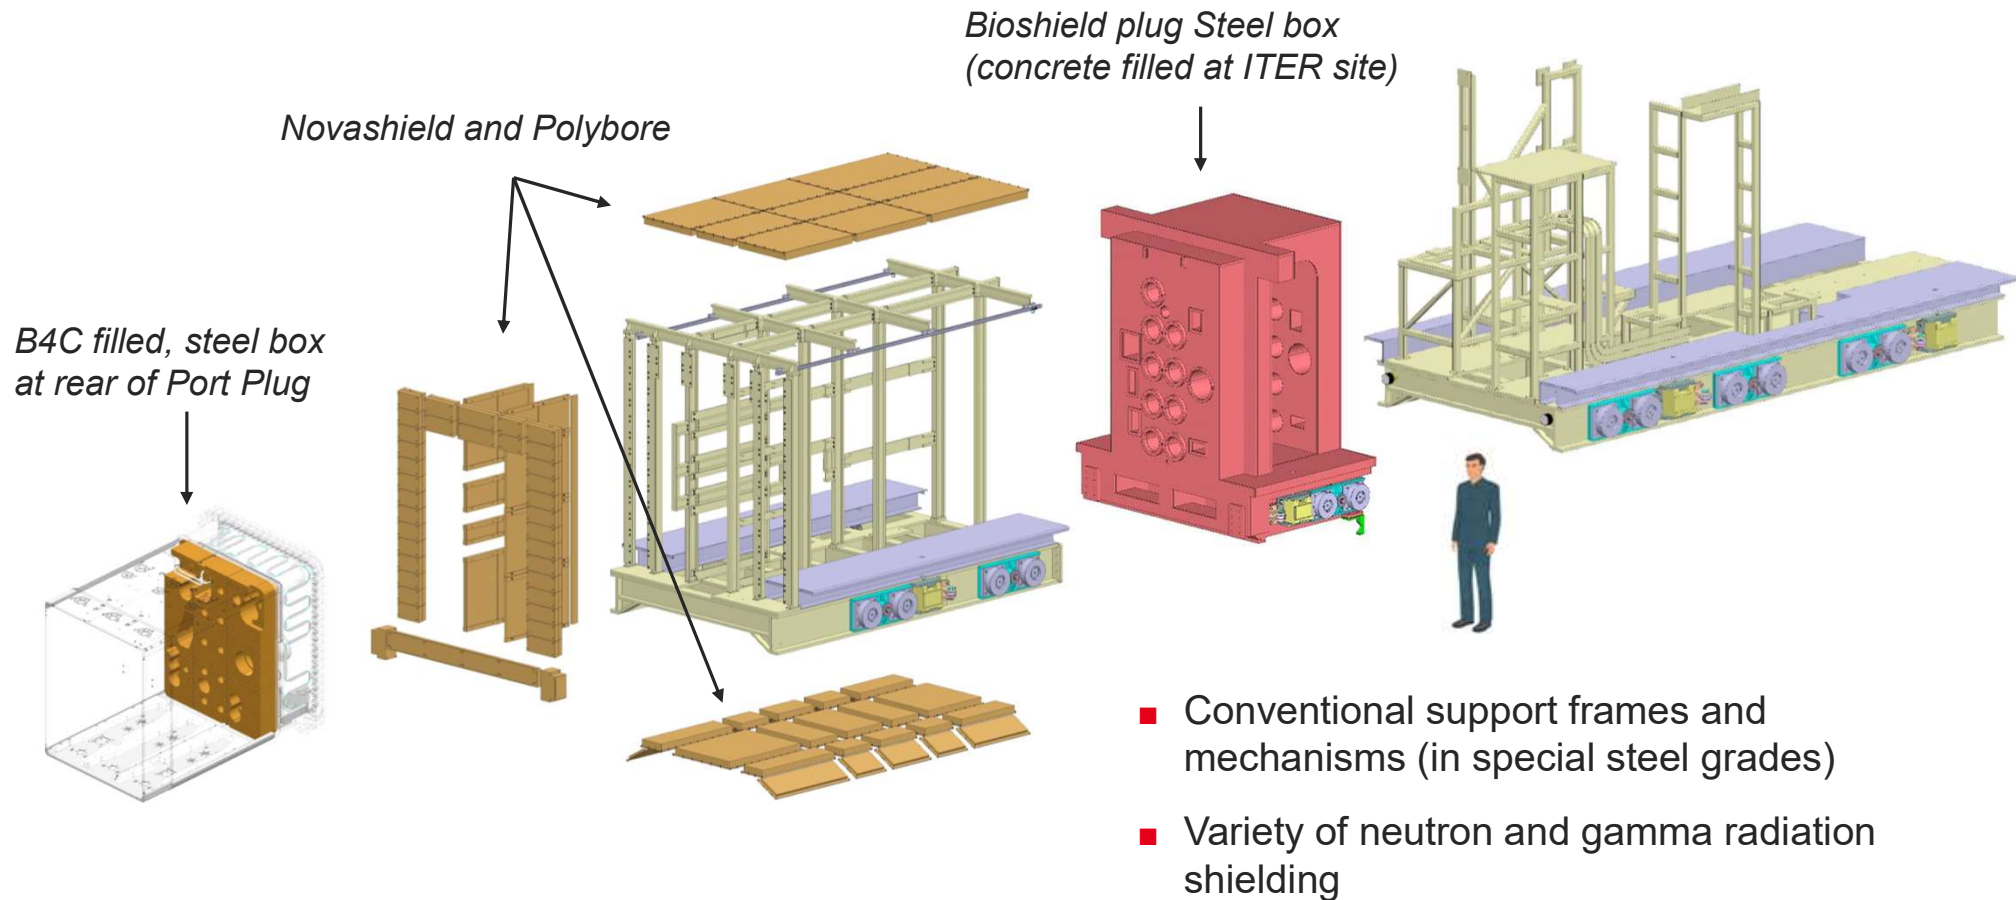 Bioshield plug Steel box
(concrete filled at ITER site)
Novashield and Polybore
B4C filled, steel box
at rear of Port Plug
■ Conventional support frames and
mechanisms (in special steel grades)
■ Variety of neutron and gamma radiation
shielding